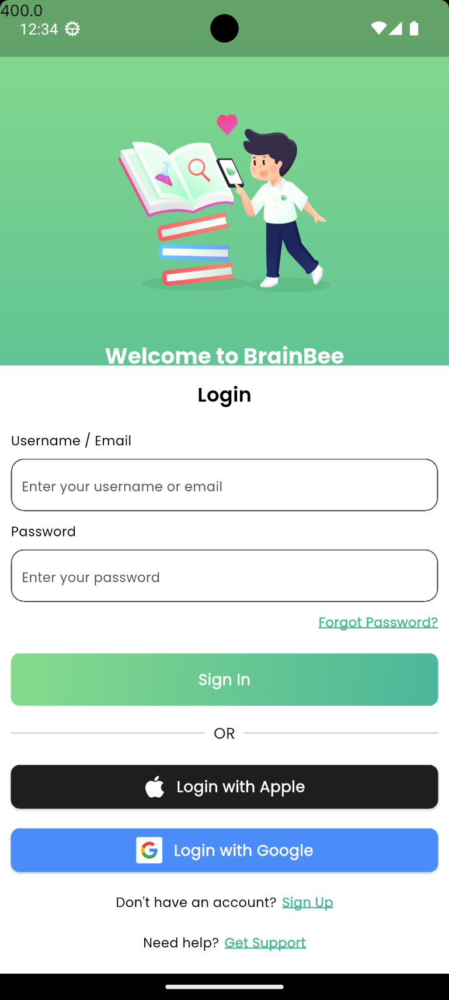 400.0
12:34
Welcome to BrainBee
Login
Username / Email
Enter your username or email
Password
Enter your password
Forgot Password?
Sign In
OR
Login with Apple
Login with Google
Don't have an account? Sign Up
Need help? Get Support